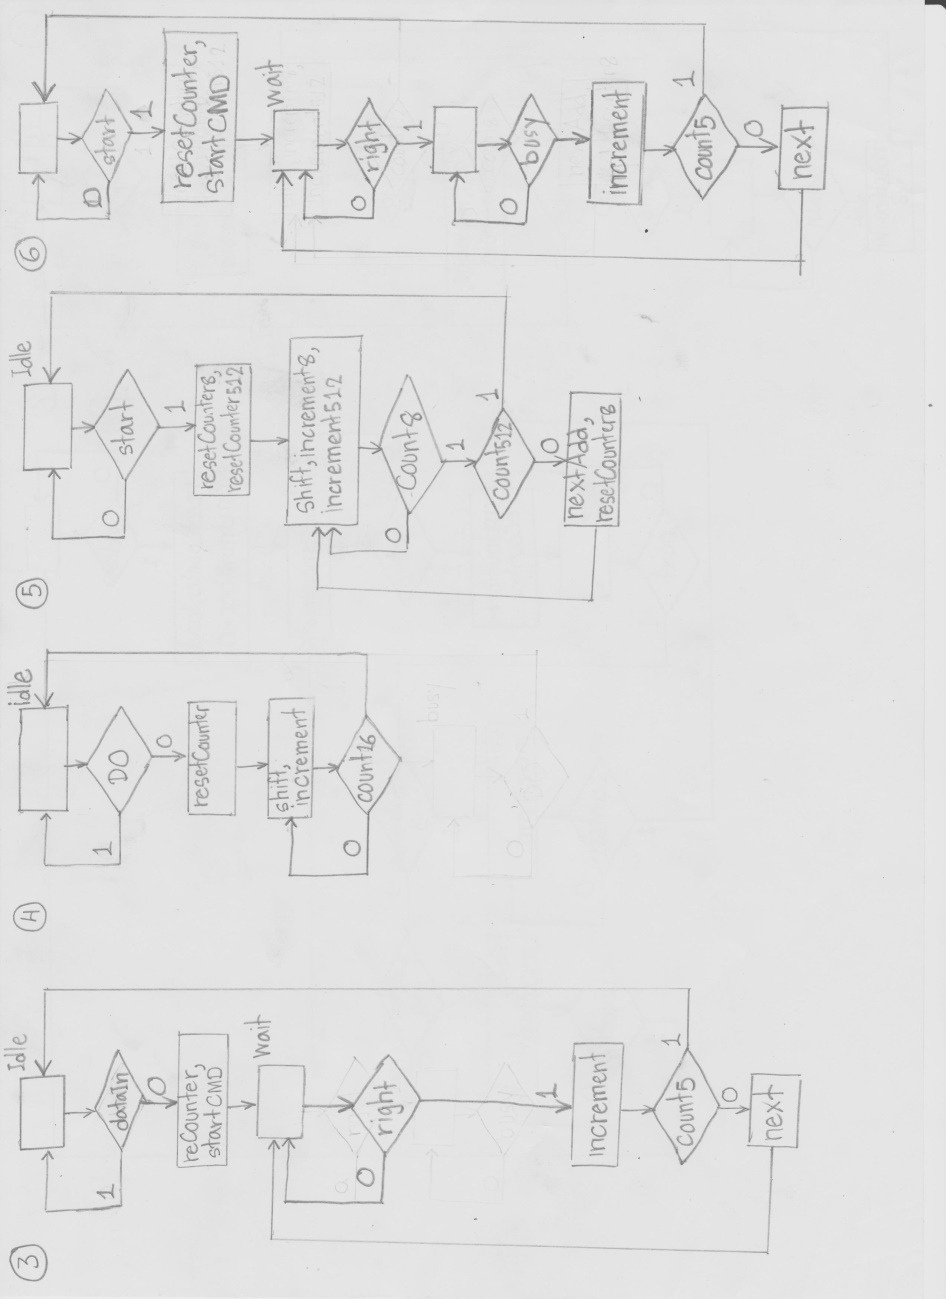 3
Idle
dataIn
1
0
reCounter,
startCMD
wait
right
0
1
increment
count5
1
0
next
4
idle
DO
1
0
resetCounter
shift,
increment
count16
0
5
Idle
start
0
1
resetCounter8,
resetCounter512
shift, increment8,
increment512
count8
0
1
count512
1
0
nextAdd,
resetCounter8
6
start
0
1
resetCounter,
startCMD
wait
right
0
1
busy
0
increment
count5
1
0
next